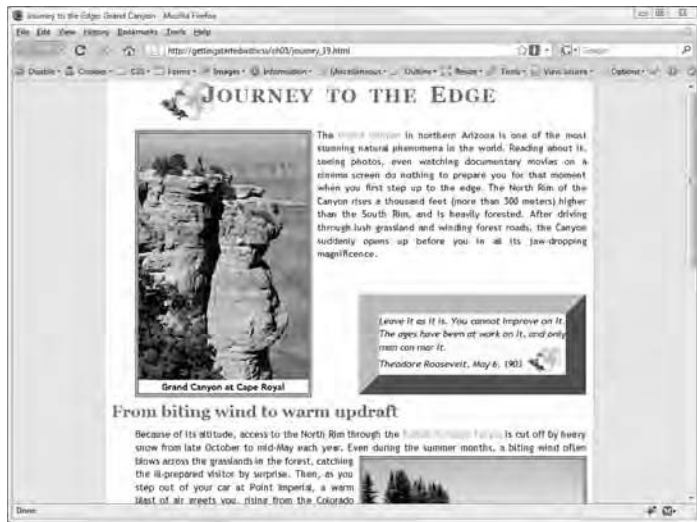 Journey to the Edge: Grand Canyon - Mozilla Firefox
File Edit View History Bookmarks Tools Help
http://gettingstartedwithcss/ch03/journey_19.html
Disable Cookies CSS Forms Images Information Miscellaneous Outline Resize Tools View Source Options
JOURNEY TO THE EDGE
The in northern Arizona is one of the most
stunning natural phenomena in the world. Reading about it,
seeing photos, even watching documentary movies on a
cinema screen do nothing to prepare you for that moment
when you first step up to the edge. The North Rim of the
Canyon rises a thousand feet (more than 300 meters) higher
than the South Rim, and is heavily forested. After driving
through lush grassland and winding forest roads, the Canyon
suddenly opens up before you in all its jaw-dropping
magnificence.
Grand Canyon at Cape Royal
Leave it as it is. You cannot improve on it.
The ages have been at work on it, and only
man can mar it.
Theodore Roosevelt, May 6, 1903
From biting wind to warm updraft
Because of its altitude, access to the North Rim through the is cut off by heavy
snow from late October to mid-May each year. Even during the summer months, a biting wind often
blows across the grasslands in the forest, catching
the ill-prepared visitor by surprise. Then, as you
step out of your car at Point Imperial, a warm
blast of air greets you, rising from the Colorado
Done